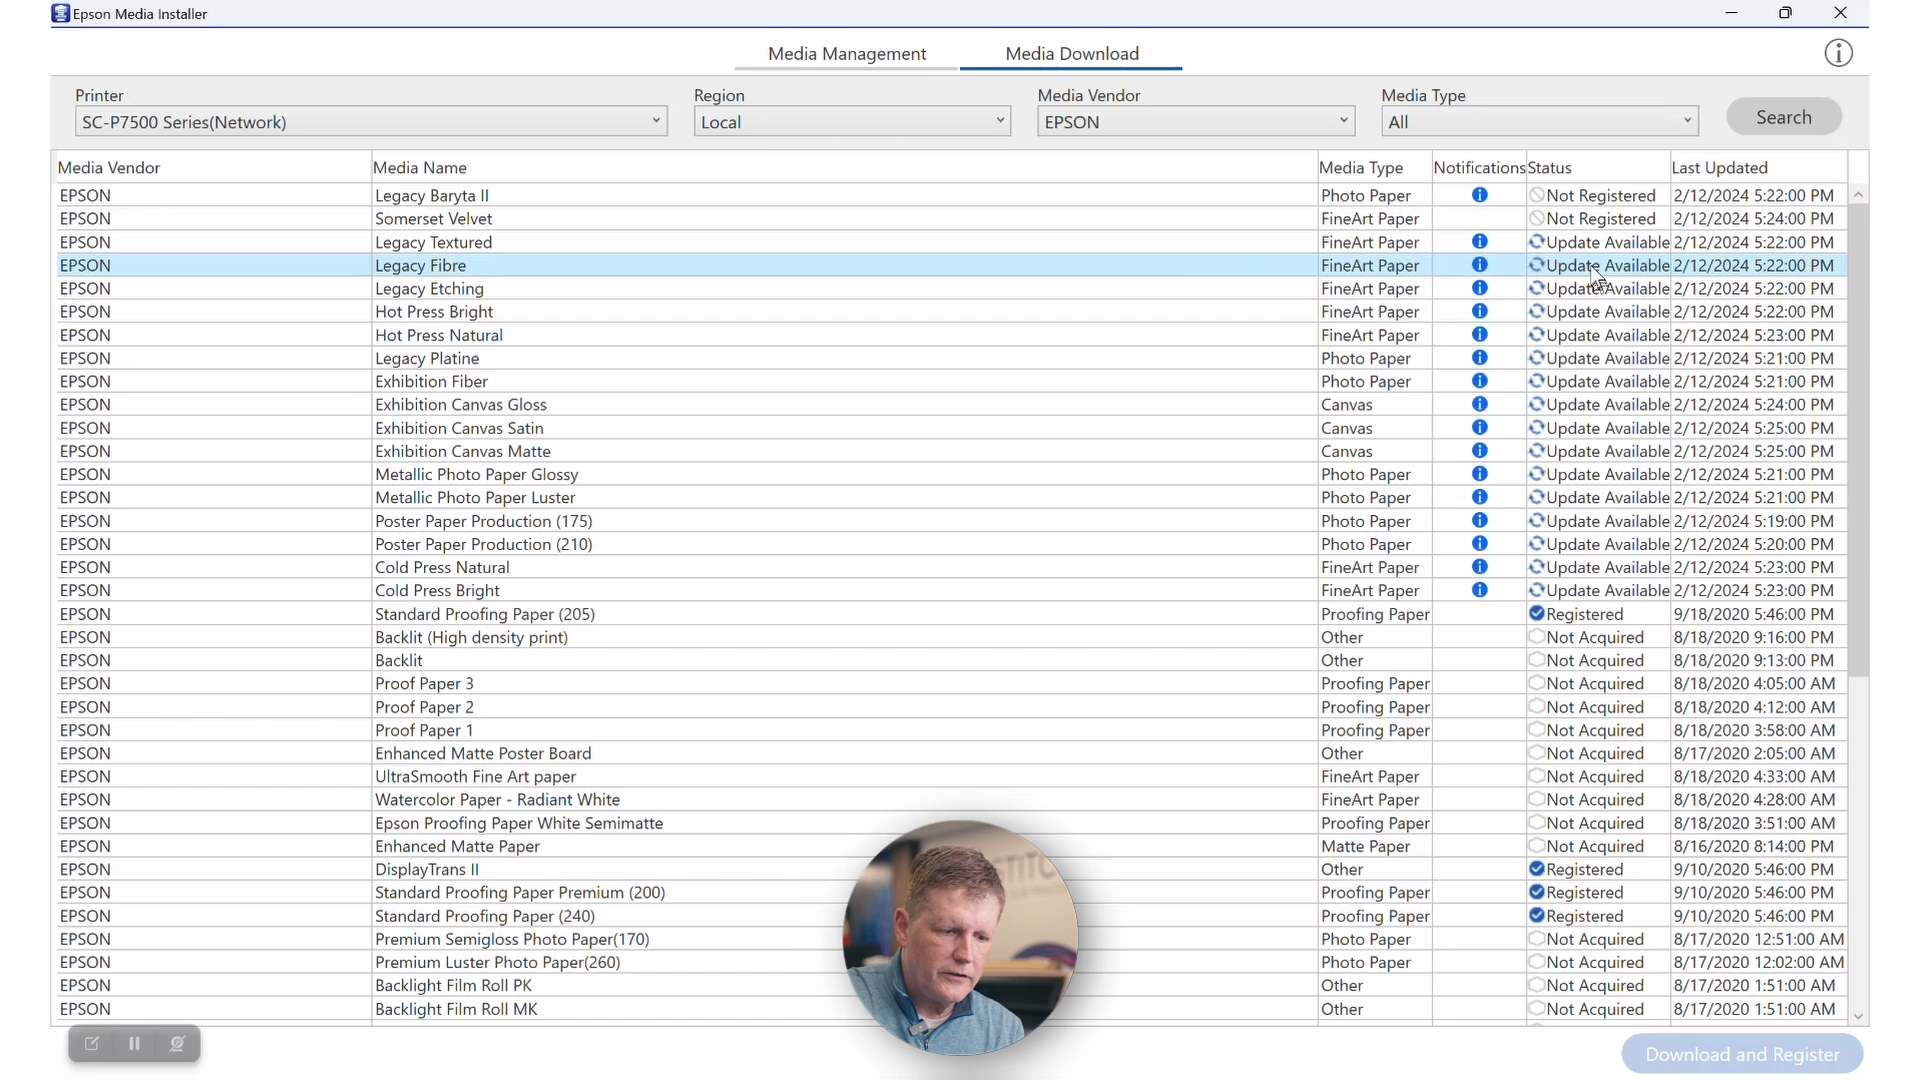 Epson Media Installer
Media Management Media Download
Printer Region Media Vendor Media Type
SC-P7500 Series(Network) Local EPSON All Search
Media Vendor Media Name Media Type Notifications Status Last Updated
EPSON Legacy Baryta II Photo Paper Not Registered 2/12/2024 5:22:00 PM
EPSON Somerset Velvet FineArt Paper Not Registered 2/12/2024 5:24:00 PM
EPSON Legacy Textured FineArt Paper Update Available 2/12/2024 5:22:00 PM
EPSON Legacy Fibre FineArt Paper Update Available 2/12/2024 5:22:00 PM
EPSON Legacy Etching FineArt Paper Update Available 2/12/2024 5:22:00 PM
EPSON Hot Press Bright FineArt Paper Update Available 2/12/2024 5:22:00 PM
EPSON Hot Press Natural FineArt Paper Update Available 2/12/2024 5:23:00 PM
EPSON Legacy Platine Photo Paper Update Available 2/12/2024 5:21:00 PM
EPSON Exhibition Fiber Photo Paper Update Available 2/12/2024 5:21:00 PM
EPSON Exhibition Canvas Gloss Canvas Update Available 2/12/2024 5:24:00 PM
EPSON Exhibition Canvas Satin Canvas Update Available 2/12/2024 5:25:00 PM
EPSON Exhibition Canvas Matte Canvas Update Available 2/12/2024 5:25:00 PM
EPSON Metallic Photo Paper Glossy Photo Paper Update Available 2/12/2024 5:21:00 PM
EPSON Metallic Photo Paper Luster Photo Paper Update Available 2/12/2024 5:21:00 PM
EPSON Poster Paper Production (175) Photo Paper Update Available 2/12/2024 5:19:00 PM
EPSON Poster Paper Production (210) Photo Paper Update Available 2/12/2024 5:20:00 PM
EPSON Cold Press Natural FineArt Paper Update Available 2/12/2024 5:23:00 PM
EPSON Cold Press Bright FineArt Paper Update Available 2/12/2024 5:23:00 PM
EPSON Standard Proofing Paper (205) Proofing Paper Registered 9/18/2020 5:46:00 PM
EPSON Backlit (High density print) Other Not Acquired 8/18/2020 9:16:00 PM
EPSON Backlit Other Not Acquired 8/18/2020 9:13:00 PM
EPSON Proof Paper 3 Proofing Paper Not Acquired 8/18/2020 4:05:00 AM
EPSON Proof Paper 2 Proofing Paper Not Acquired 8/18/2020 4:12:00 AM
EPSON Proof Paper 1 Proofing Paper Not Acquired 8/18/2020 3:58:00 AM
EPSON Enhanced Matte Poster Board Other Not Acquired 8/17/2020 2:05:00 AM
EPSON UltraSmooth Fine Art paper FineArt Paper Not Acquired 8/18/2020 4:33:00 AM
EPSON Watercolor Paper - Radiant White FineArt Paper Not Acquired 8/18/2020 4:28:00 AM
EPSON Epson Proofing Paper White Semimatte Proofing Paper Not Acquired 8/18/2020 3:51:00 AM
EPSON Enhanced Matte Paper Matte Paper Not Acquired 8/16/2020 8:14:00 PM
EPSON DisplayTrans II Other Registered 9/10/2020 5:46:00 PM
EPSON Standard Proofing Paper Premium (200) Proofing Paper Registered 9/10/2020 5:46:00 PM
EPSON Standard Proofing Paper (240) Proofing Paper Registered 9/10/2020 5:46:00 PM
EPSON Premium Semigloss Photo Paper(170) Photo Paper Not Acquired 8/17/2020 12:51:00 AM
EPSON Premium Luster Photo Paper(260) Photo Paper Not Acquired 8/17/2020 12:02:00 AM
EPSON Backlight Film Roll PK Other Not Acquired 8/17/2020 1:51:00 AM
EPSON Backlight Film Roll MK Other Not Acquired 8/17/2020 1:51:00 AM
Download and Register